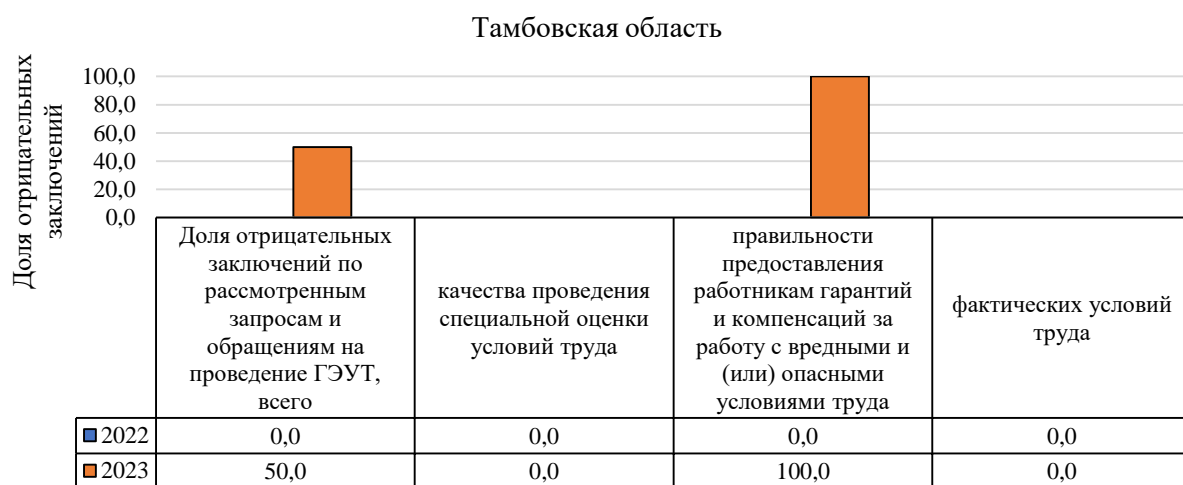 Тамбовская область
Доля отрицательных
заключений
100,0
80,0
60,0
40,0
20,0
0,0
Доля отрицательных
заключений по
рассмотренным
запросам и
обращениям на
проведение ГЭУТ,
всего
качества проведения
специальной оценки
условий труда
правильности
предоставления
работникам гарантий
и компенсаций за
работу с вредными и
(или) опасными
условиями труда
фактических условий
труда
2022 0,0 0,0 0,0 0,0
2023 50,0 0,0 100,0 0,0